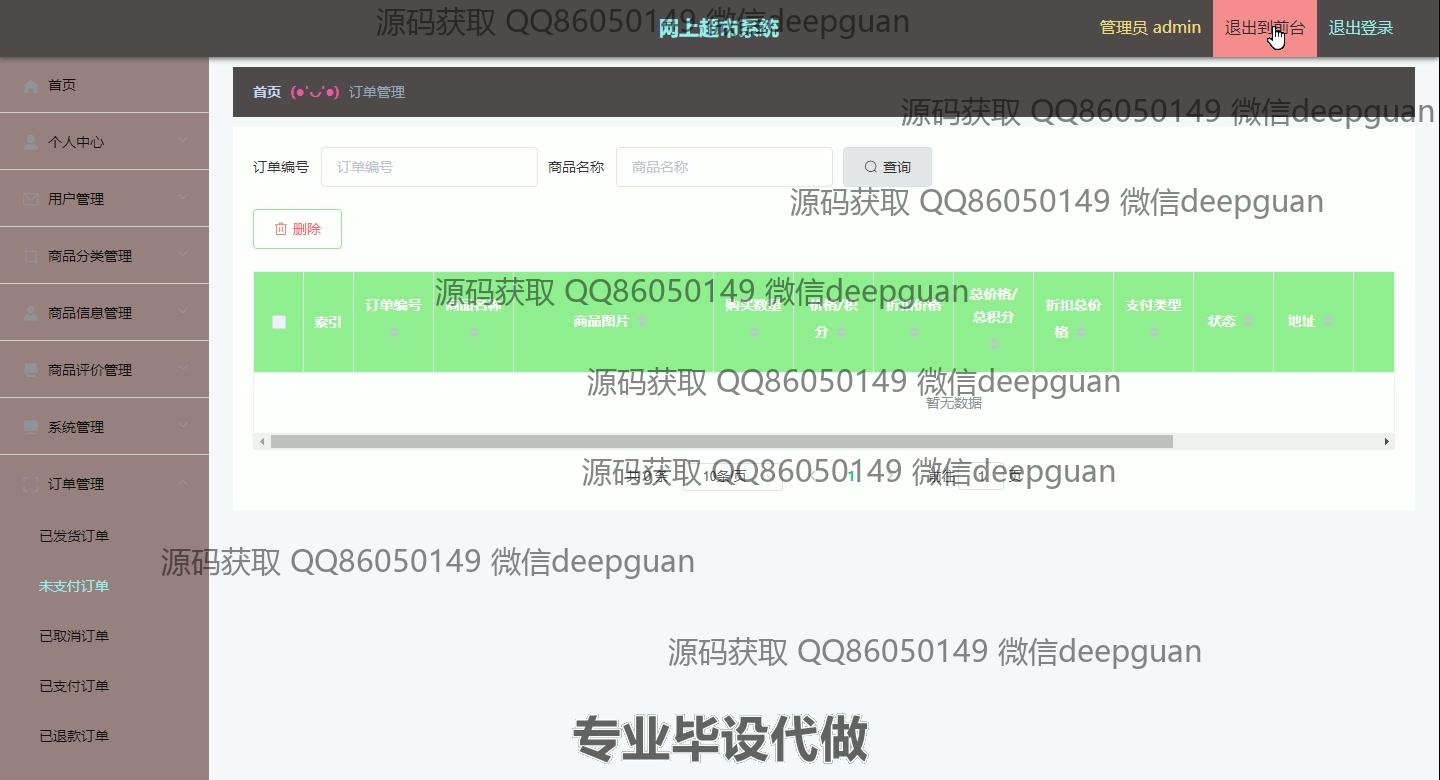 网上超市系统
源码获取 QQ86050149 微信deepguan
管理员 admin
退出到前台
退出登录
首页
个人中心
用户管理
商品分类管理
商品信息管理
商品评价管理
系统管理
订单管理
已发货订单
未支付订单
已取消订单
已支付订单
已退款订单
首页 (●'◡'●) 订单管理
源码获取 QQ86050149 微信deepguan
订单编号 订单编号 商品名称 商品名称 查询
源码获取 QQ86050149 微信deepguan
删除
源码获取 QQ86050149 微信deepguan
索引
订单编号
商品名称
商品图片
购买数量
价格/积分
折扣价格
总价格/总积分
折扣总价格
支付类型
状态
地址
源码获取 QQ86050149 微信deepguan
暂无数据
源码获取 QQ86050149 微信deepguan
共 0 条 10条/页 1 前往 1 页
源码获取 QQ86050149 微信deepguan
源码获取 QQ86050149 微信deepguan
专业毕设代做